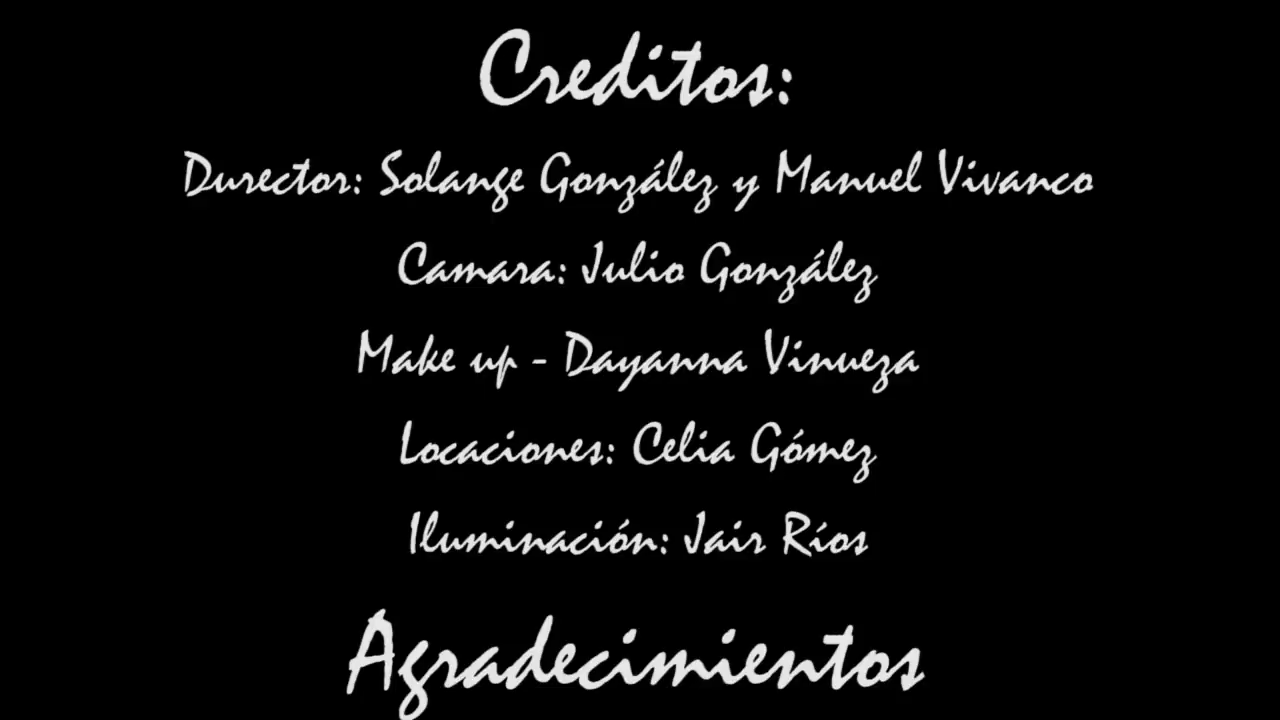 Creditos:
Durector: Solange González y Manuel Vivanco
Camara: Julio González
Make up - Dayanna Vinueza
Locaciones: Celia Gómez
Iluminación: Jair Ríos
Agradecimientos